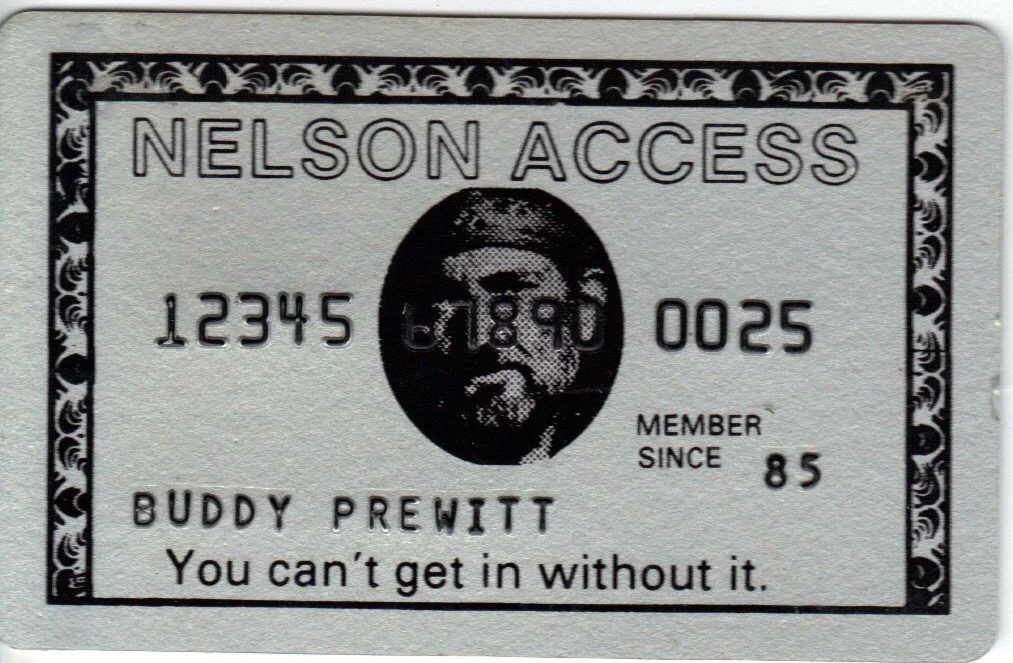 NELSON ACCESS
12345 67890 0025
MEMBER
SINCE 85
BUDDY PREWITT
You can't get in without it.